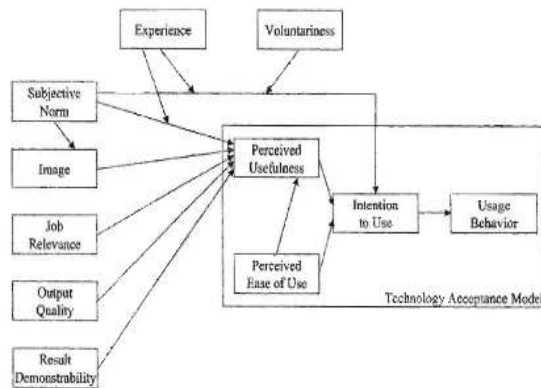 Experience
Voluntariness
Subjective
Norm
Image
Perceived
Usefulness
Job
Relevance
Intention
to Use
Usage
Behavior
Output
Quality
Perceived
Ease of Use
Technology Acceptance Model
Result
Demonstrability